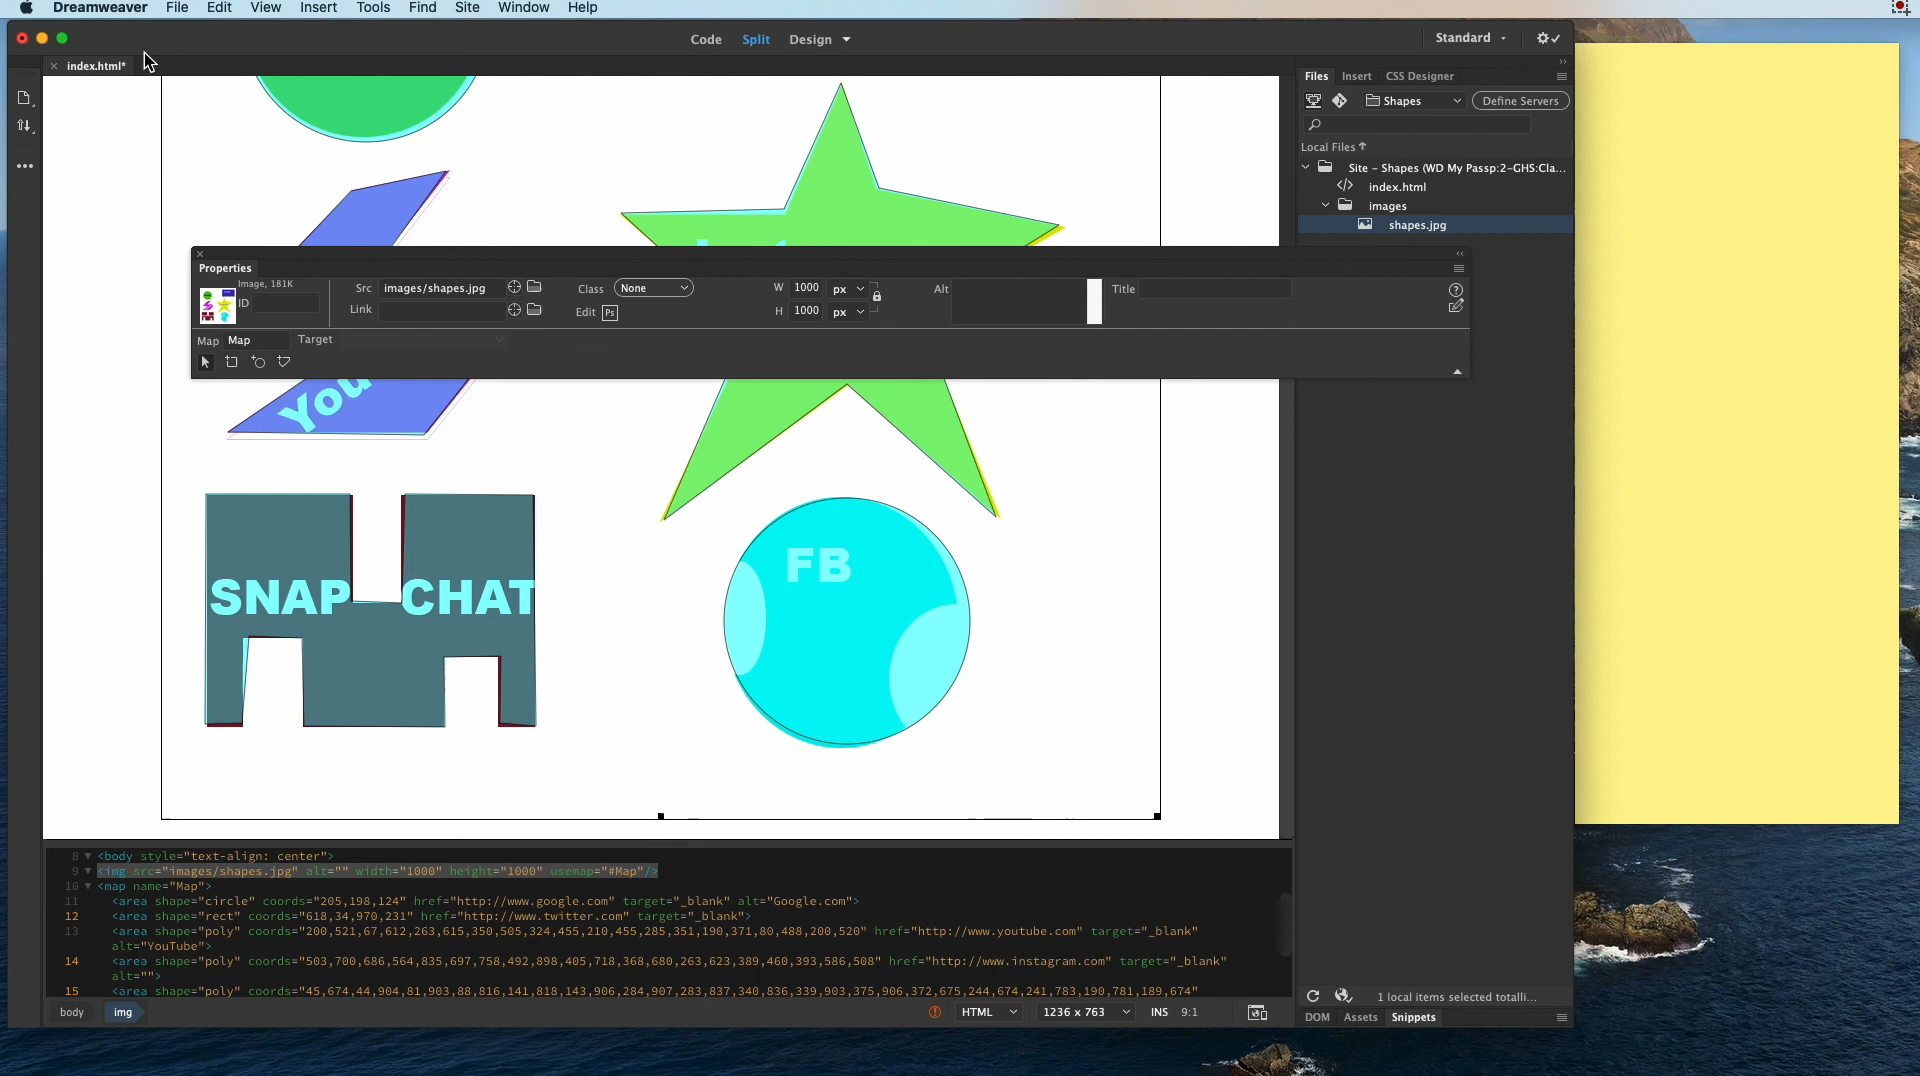 Dreamweaver File Edit View Insert Tools Find Site Window Help
Code Split Design Standard
index.html*
Files Insert CSS Designer
Shapes Define Servers
Local Files
Site – Shapes (WD My Passp:2-GHS:Cla...
index.html
images
shapes.jpg
Properties
Image, 181K
ID
Src images/shapes.jpg
Link
Class None
Edit Ps
W 1000 px
H 1000 px
Alt
Title
Map Map Target
You
SNAP CHAT
FB
8 <body style="text-align: center">
9 <img src="images/shapes.jpg" alt="" width="1000" height="1000" usemap="#Map"/>
10 <map name="Map">
11 <area shape="circle" coords="205,198,124" href="http://www.google.com" target="_blank" alt="Google.com">
12 <area shape="rect" coords="618,34,970,231" href="http://www.twitter.com" target="_blank">
13 <area shape="poly" coords="200,521,67,612,263,615,350,505,324,455,210,455,285,351,190,371,80,488,200,520" href="http://www.youtube.com" target="_blank"
alt="YouTube">
14 <area shape="poly" coords="503,700,686,564,835,697,758,492,898,405,718,368,680,263,623,389,460,393,586,508" href="http://www.instagram.com" target="_blank"
alt="">
15 <area shape="poly" coords="45,674,44,904,81,903,88,816,141,818,143,906,284,907,283,837,340,836,339,903,375,906,372,675,244,674,241,783,190,781,189,674"
body img
HTML 1236 x 763 INS 9:1
1 local items selected totalli...
DOM Assets Snippets